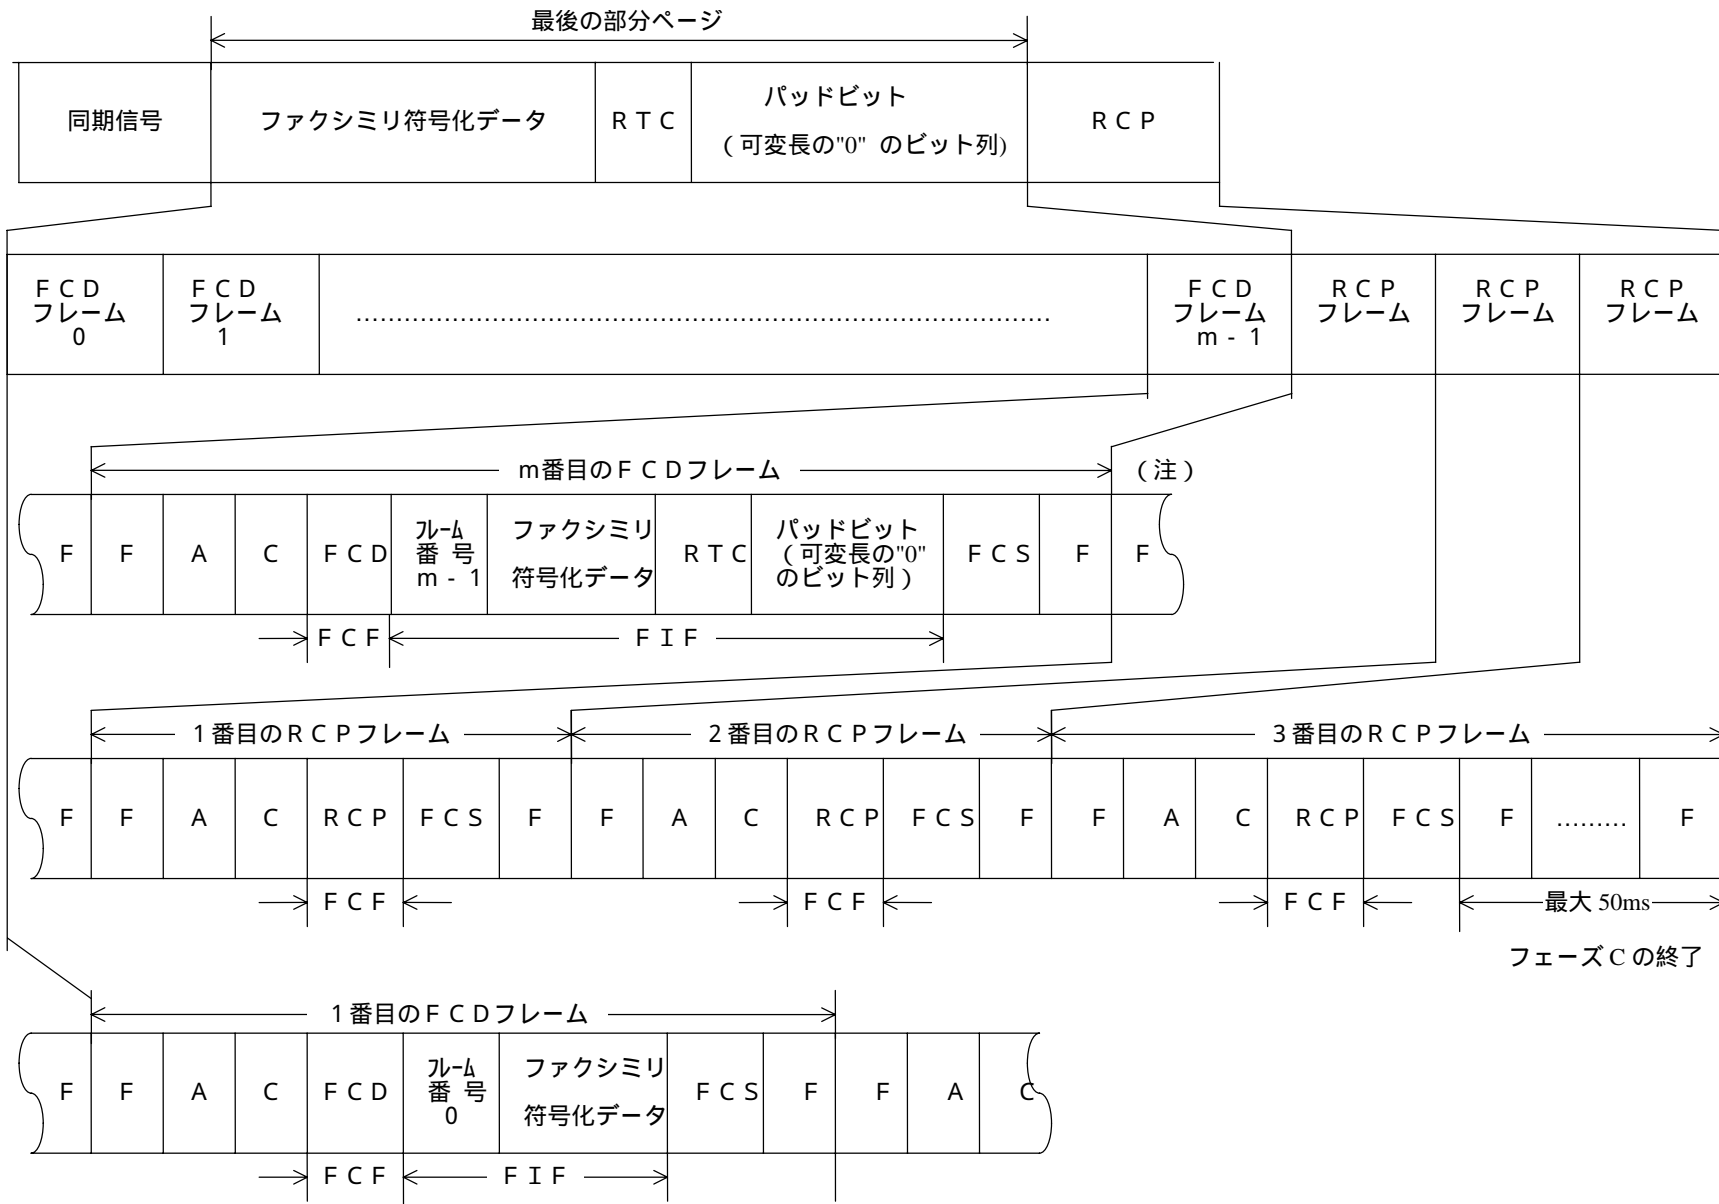 最後の部分ページ
同期信号
ファクシミリ符号化データ
ＲＴＣ
パッドビット
(可変長の"0" のビット列)
ＲＣＰ
ＦＣＤ
フレーム
0
ＦＣＤ
フレーム
1
......................................................................................
ＦＣＤ
フレーム
m - 1
ＲＣＰ
フレーム
ＲＣＰ
フレーム
ＲＣＰ
フレーム
m番目のＦＣＤフレーム
(注)
Ｆ
Ｆ
Ａ
Ｃ
ＦＣＤ
ﾌﾚｰﾑ
番 号
m - 1
ファクシミリ
符号化データ
ＲＴＣ
パッドビット
(可変長の"0"
のビット列)
ＦＣＳ
Ｆ
Ｆ
ＦＣＦ
ＦＩＦ
1番目のＲＣＰフレーム
2番目のＲＣＰフレーム
3番目のＲＣＰフレーム
Ｆ
Ｆ
Ａ
Ｃ
ＲＣＰ
ＦＣＳ
Ｆ
Ｆ
Ａ
Ｃ
ＲＣＰ
ＦＣＳ
Ｆ
Ｆ
Ａ
Ｃ
ＲＣＰ
ＦＣＳ
Ｆ
.........
Ｆ
ＦＣＦ
ＦＣＦ
ＦＣＦ
最大 50ms
フェーズ C の終了
1番目のＦＣＤフレーム
Ｆ
Ｆ
Ａ
Ｃ
ＦＣＤ
ﾌﾚｰﾑ
番 号
0
ファクシミリ
符号化データ
ＦＣＳ
Ｆ
Ｆ
Ａ
Ｃ
ＦＣＦ
ＦＩＦ